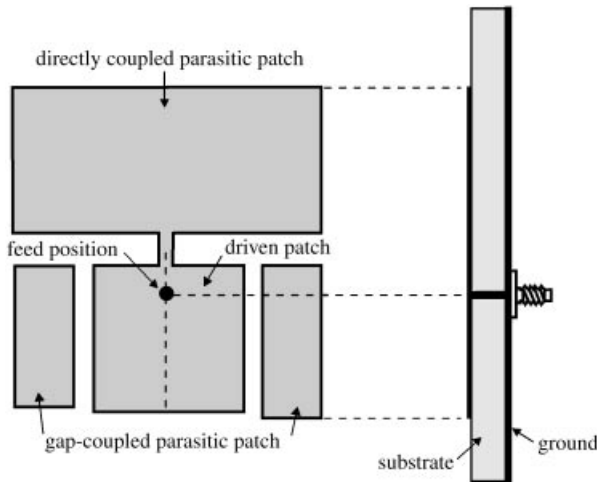 directly coupled parasitic patch
feed position
driven patch
gap-coupled parasitic patch
substrate
ground